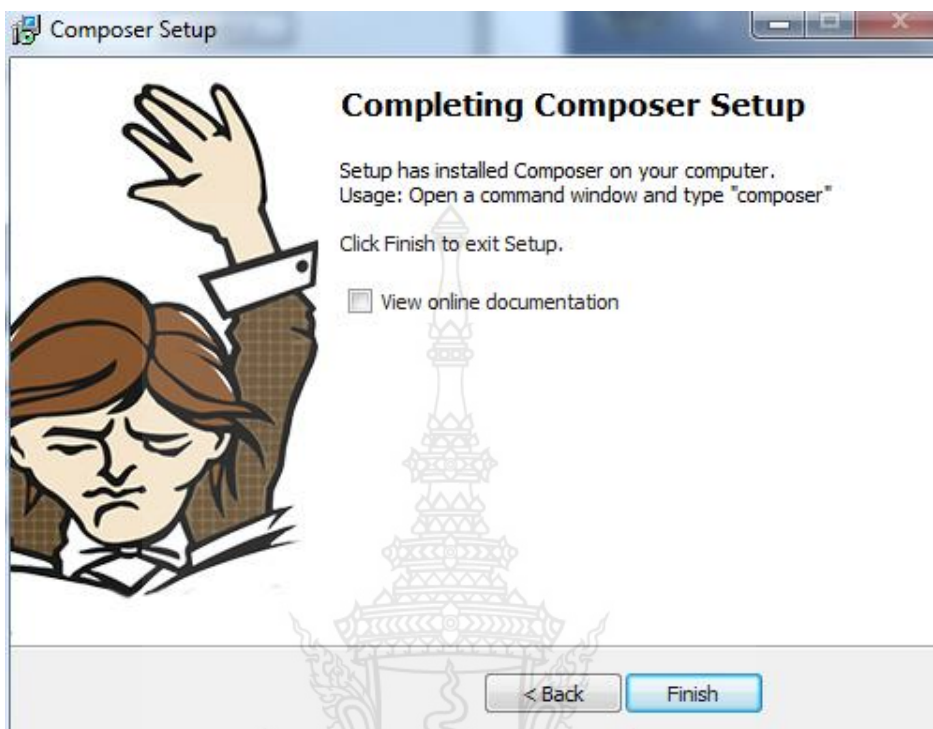 Composer Setup
Completing Composer Setup
Setup has installed Composer on your computer.
Usage: Open a command window and type "composer"
Click Finish to exit Setup.
View online documentation
< Back
Finish